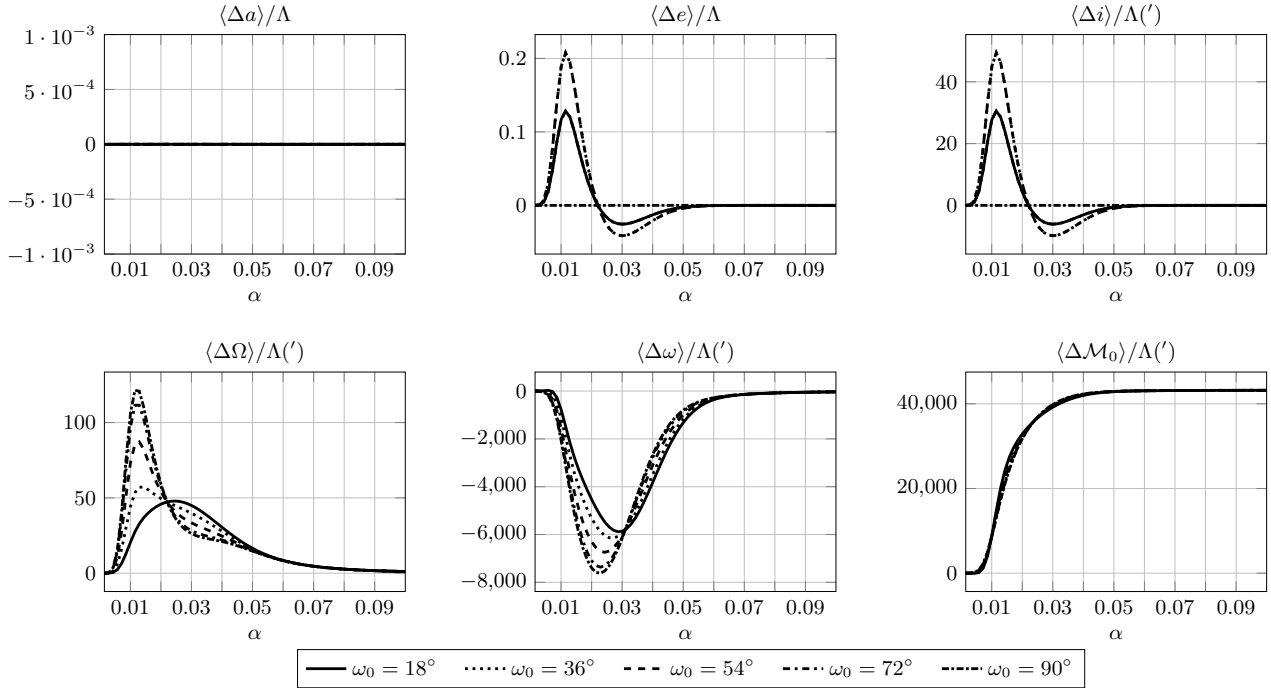 ⟨Δa⟩/Λ
1 · 10⁻³
5 · 10⁻⁴
0
−5 · 10⁻⁴
−1 · 10⁻³
0.01 0.03 0.05 0.07 0.09
α
⟨Δe⟩/Λ
0.2
0.1
0
0.01 0.03 0.05 0.07 0.09
α
⟨Δi⟩/Λ(′)
40
20
0
0.01 0.03 0.05 0.07 0.09
α
⟨ΔΩ⟩/Λ(′)
100
50
0
0.01 0.03 0.05 0.07 0.09
α
⟨Δω⟩/Λ(′)
0
−2,000
−4,000
−6,000
−8,000
0.01 0.03 0.05 0.07 0.09
α
⟨Δℳ₀⟩/Λ(′)
40,000
20,000
0
0.01 0.03 0.05 0.07 0.09
α
ω₀ = 18° ω₀ = 36° ω₀ = 54° ω₀ = 72° ω₀ = 90°